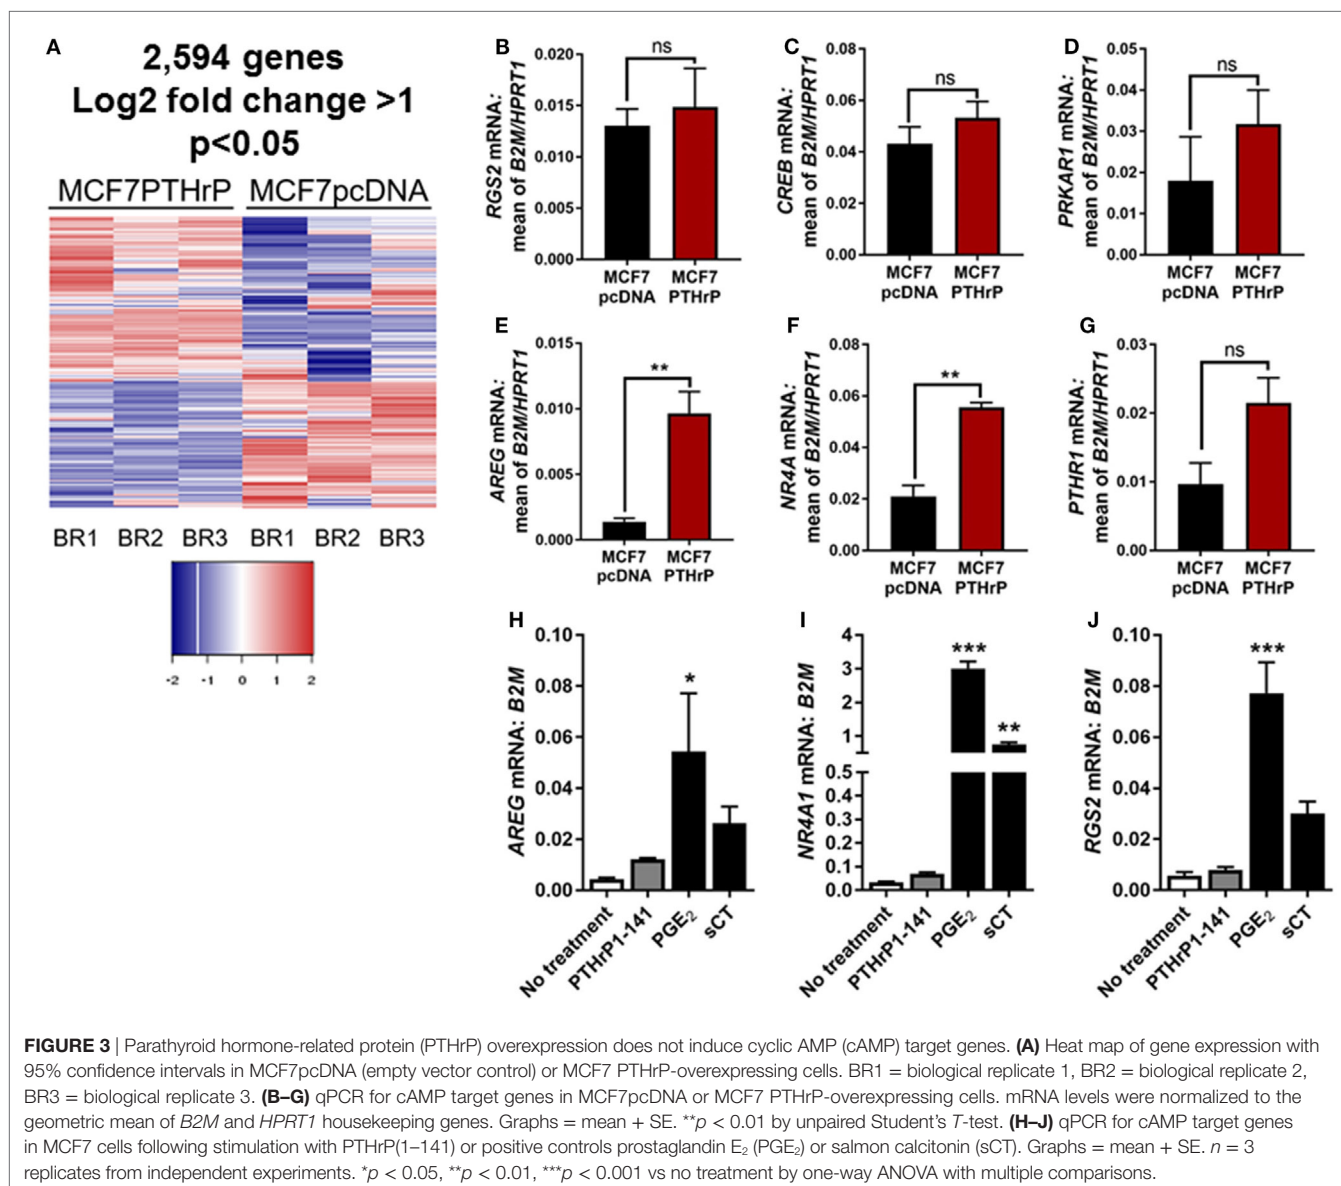 A
2,594 genes
Log2 fold change >1
p<0.05
MCF7PTHrP MCF7pcDNA
BR1 BR2 BR3 BR1 BR2 BR3
-2 -1 0 1 2
B
RGS2 mRNA:
mean of B2M/HPRT1
0.020
0.015
0.010
0.005
0.000
ns
MCF7 MCF7
pcDNA PTHrP
C
CREB mRNA:
mean of B2M/HPRT1
0.08
0.06
0.04
0.02
0.00
ns
MCF7 MCF7
pcDNA PTHrP
D
PRKAR1 mRNA:
mean of B2M/HPRT1
0.05
0.04
0.03
0.02
0.01
0.00
ns
MCF7 MCF7
pcDNA PTHrP
E
AREG mRNA:
mean of B2M/HPRT1
0.015
0.010
0.005
0.000
**
MCF7 MCF7
pcDNA PTHrP
F
NR4A mRNA:
mean of B2M/HPRT1
0.08
0.06
0.04
0.02
0.00
**
MCF7 MCF7
pcDNA PTHrP
G
PTHR1 mRNA:
mean of B2M/HPRT1
0.03
0.02
0.01
0.00
ns
MCF7 MCF7
pcDNA PTHrP
H
AREG mRNA: B2M
0.10
0.08
0.06
0.04
0.02
0.00
*
No treatment
PTHrP1-141
PGE₂
sCT
I
NR4A1 mRNA: B2M
4
3
2
1
0.5
0.4
0.3
0.2
0.1
0.0
***
**
No treatment
PTHrP1-141
PGE₂
sCT
J
RGS2 mRNA: B2M
0.10
0.08
0.06
0.04
0.02
0.00
***
No treatment
PTHrP1-141
PGE₂
sCT
FIGURE 3 | Parathyroid hormone-related protein (PTHrP) overexpression does not induce cyclic AMP (cAMP) target genes. (A) Heat map of gene expression with
95% confidence intervals in MCF7pcDNA (empty vector control) or MCF7 PTHrP-overexpressing cells. BR1 = biological replicate 1, BR2 = biological replicate 2,
BR3 = biological replicate 3. (B–G) qPCR for cAMP target genes in MCF7pcDNA or MCF7 PTHrP-overexpressing cells. mRNA levels were normalized to the
geometric mean of B2M and HPRT1 housekeeping genes. Graphs = mean + SE. **p < 0.01 by unpaired Student's T-test. (H–J) qPCR for cAMP target genes
in MCF7 cells following stimulation with PTHrP(1–141) or positive controls prostaglandin E₂ (PGE₂) or salmon calcitonin (sCT). Graphs = mean + SE. n = 3
replicates from independent experiments. *p < 0.05, **p < 0.01, ***p < 0.001 vs no treatment by one-way ANOVA with multiple comparisons.